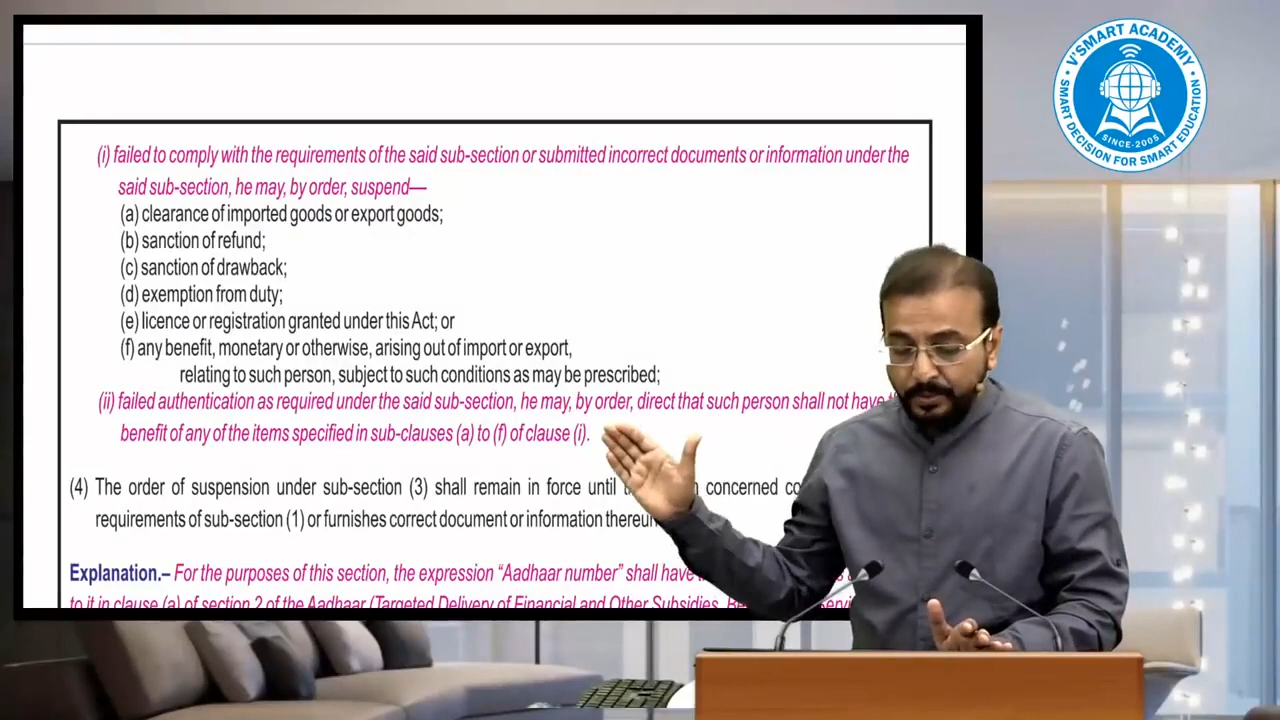 (i) failed to comply with the requirements of the said sub-section or submitted incorrect documents or information under the
said sub-section, he may, by order, suspend—
(a) clearance of imported goods or export goods;
(b) sanction of refund;
(c) sanction of drawback;
(d) exemption from duty;
(e) licence or registration granted under this Act; or
(f) any benefit, monetary or otherwise, arising out of import or export,
relating to such person, subject to such conditions as may be prescribed;
(ii) failed authentication as required under the said sub-section, he may, by order, direct that such person shall not have
benefit of any of the items specified in sub-clauses (a) to (f) of clause (i).
(4) The order of suspension under sub-section (3) shall remain in force until concerned
requirements of sub-section (1) or furnishes correct document or information
Explanation.– For the purposes of this section, the expression “Aadhaar number” shall have
to it in clause (a) of section 2 of the Aadhaar (Targeted Delivery of Financial and Other Subsidies,
V'SMART ACADEMY
SINCE-2005
SMART DECISION FOR SMART EDUCATION